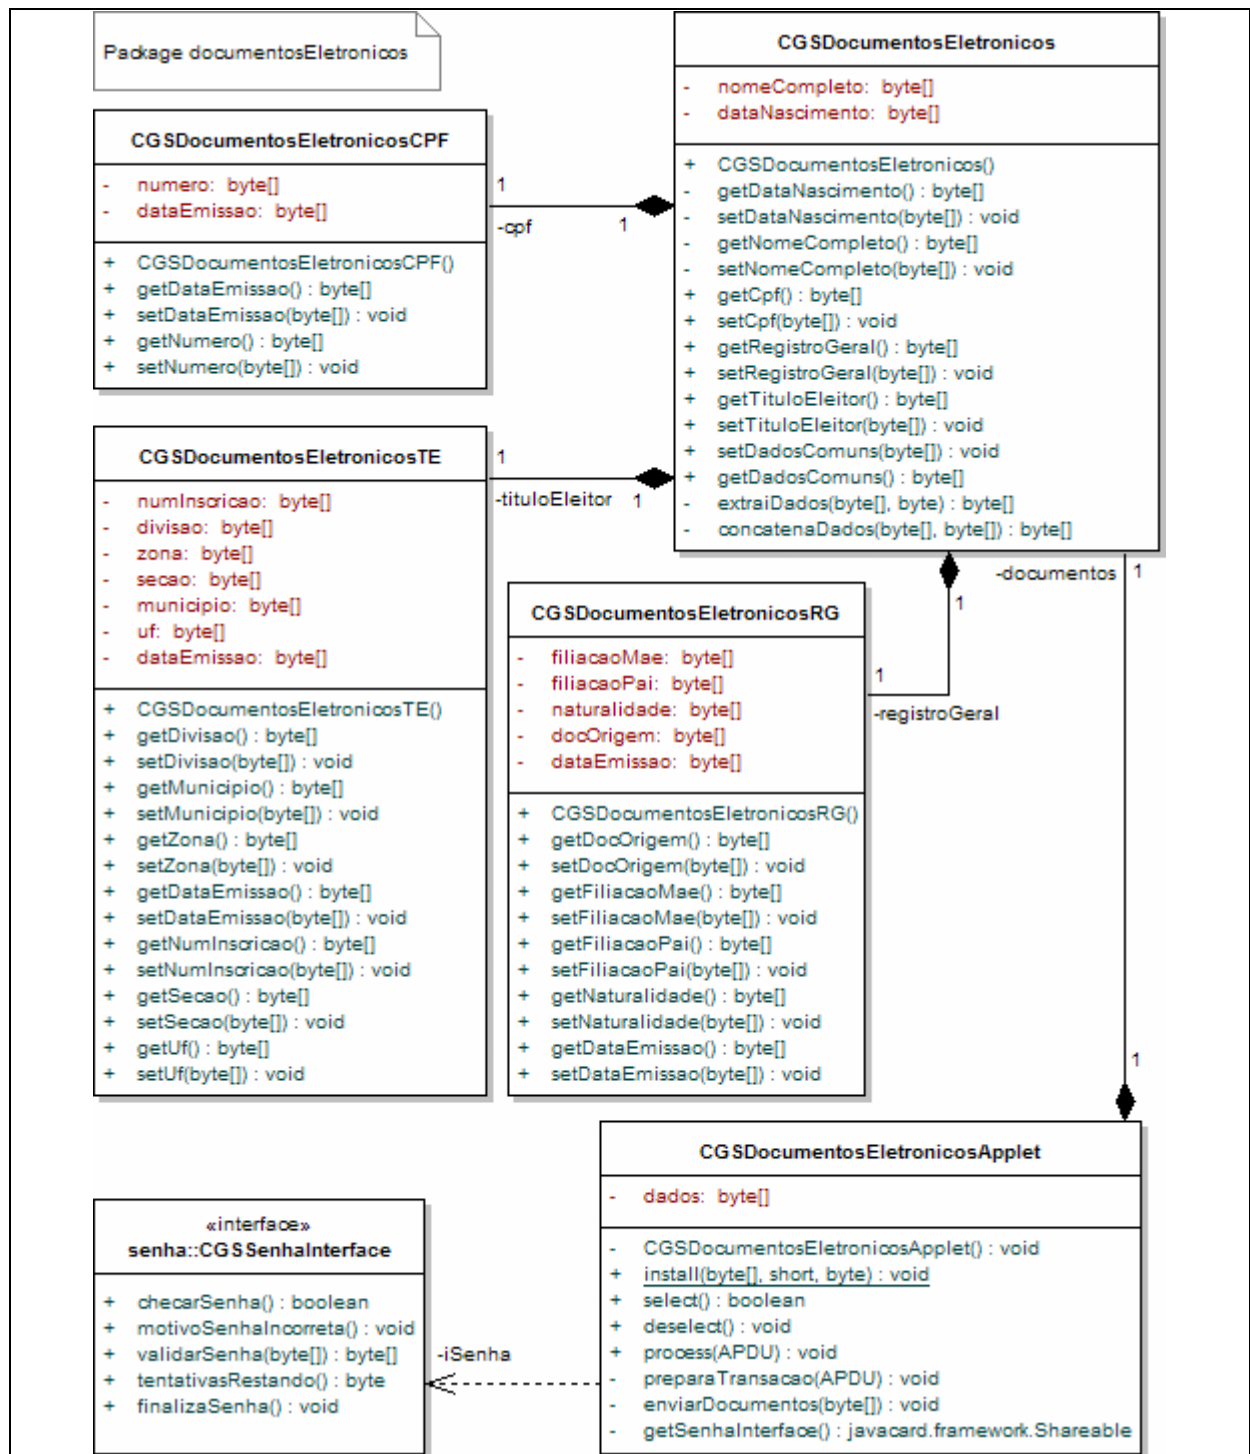 Package documentosEletronicos
CGSDocumentosEletronicos
- nomeCompleto: byte[]
- dataNascimento: byte[]
+ CGSDocumentosEletronicos()
- getDataNascimento() : byte[]
- setDataNascimento(byte[]) : void
- getNomeCompleto() : byte[]
- setNomeCompleto(byte[]) : void
+ getCpf() : byte[]
+ setCpf(byte[]) : void
+ getRegistroGeral() : byte[]
+ setRegistroGeral(byte[]) : void
+ getTituloEleitor() : byte[]
+ setTituloEleitor(byte[]) : void
+ setDadosComuns(byte[]) : void
+ getDadosComuns() : byte[]
- extraiDados(byte[], byte) : byte[]
- concatenaDados(byte[], byte[]) : byte[]
CGSDocumentosEletronicosCPF
- numero: byte[]
- dataEmissao: byte[]
+ CGSDocumentosEletronicosCPF()
+ getDataEmissao() : byte[]
+ setDataEmissao(byte[]) : void
+ getNumero() : byte[]
+ setNumero(byte[]) : void
1
-cpf
1
CGSDocumentosEletronicosTE
- numInscricao: byte[]
- divisao: byte[]
- zona: byte[]
- secao: byte[]
- municipio: byte[]
- uf: byte[]
- dataEmissao: byte[]
+ CGSDocumentosEletronicosTE()
+ getDivisao() : byte[]
+ setDivisao(byte[]) : void
+ getMunicipio() : byte[]
+ setMunicipio(byte[]) : void
+ getZona() : byte[]
+ setZona(byte[]) : void
+ getDataEmissao() : byte[]
+ setDataEmissao(byte[]) : void
+ getNumInscricao() : byte[]
+ setNumInscricao(byte[]) : void
+ getSecao() : byte[]
+ setSecao(byte[]) : void
+ getUf() : byte[]
+ setUf(byte[]) : void
1
-tituloEleitor
1
CGSDocumentosEletronicosRG
- filiacaoMae: byte[]
- filiacaoPai: byte[]
- naturalidade: byte[]
- docOrigem: byte[]
- dataEmissao: byte[]
+ CGSDocumentosEletronicosRG()
+ getDocOrigem() : byte[]
+ setDocOrigem(byte[]) : void
+ getFiliacaoMae() : byte[]
+ setFiliacaoMae(byte[]) : void
+ getFiliacaoPai() : byte[]
+ setFiliacaoPai(byte[]) : void
+ getNaturalidade() : byte[]
+ setNaturalidade(byte[]) : void
+ getDataEmissao() : byte[]
+ setDataEmissao(byte[]) : void
1
1
-registroGeral
-documentos
1
1
CGSDocumentosEletronicosApplet
- dados: byte[]
- CGSDocumentosEletronicosApplet() : void
+ install(byte[], short, byte) : void
+ select() : boolean
+ deselect() : void
+ process(APDU) : void
- preparaTransacao(APDU) : void
- enviarDocumentos(byte[]) : void
- getSenhaInterface() : javacard.framework.Shareable
-iSenha
«interface»
senha::CGSSenhaInterface
+ checarSenha() : boolean
+ motivoSenhaIncorreta() : void
+ validarSenha(byte[]) : byte[]
+ tentativasRestando() : byte
+ finalizaSenha() : void